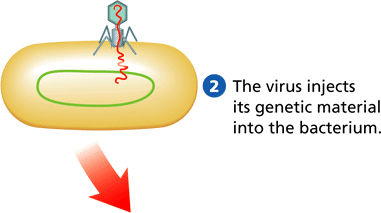 2 The virus injects
its genetic material
into the bacterium.